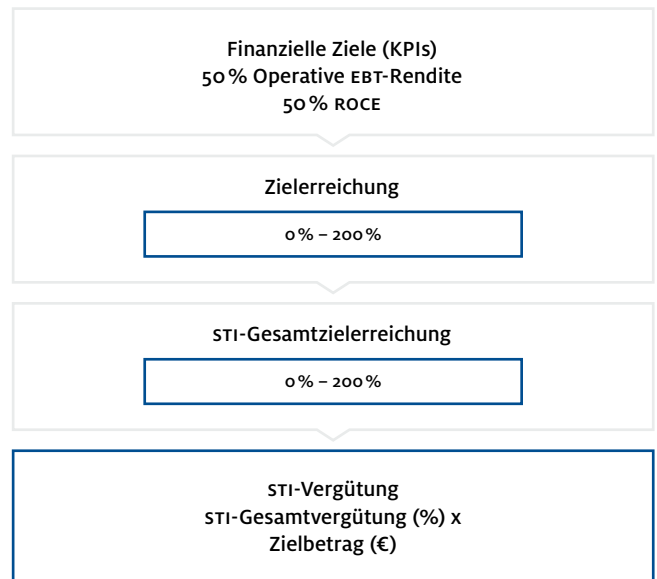 Finanzielle Ziele (KPIs)
50 % Operative EBT-Rendite
50 % ROCE
Zielerreichung
0 % – 200 %
STI-Gesamtzielerreichung
0 % – 200 %
STI-Vergütung
STI-Gesamtvergütung (%) x
Zielbetrag (€)